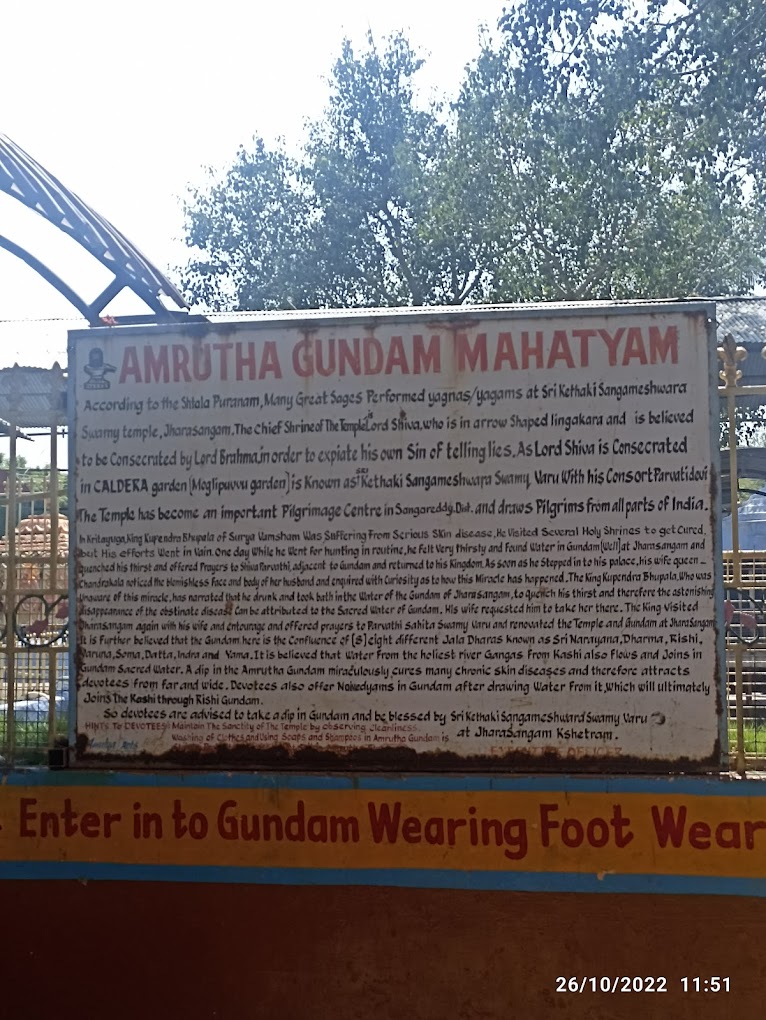 AMRUTHA GUNDAM MAHATYAM
According to the Shtala Puranam, Many Great Sages Performed yagnas/yagams at Sri Kethaki Sangameshwara
Swamy temple, Jharasangam. The Chief Shrine of The Temple is Lord Shiva, who is in arrow Shaped lingakara and is believed
to be Consecrated by Lord Brahma, in order to expiate his own Sin of telling lies. As Lord Shiva is Consecrated
in CALDERA garden (Moglipuvvu garden) is Known as SRI Kethaki Sangameshwara Swamy Varu With his Consort Parvatidevi
The Temple has become an important Pilgrimage Centre in Sangareddy. Dist. and draws Pilgrims from all parts of India.
In Kritayuga, King Kupendra Bhupala of Surya Vamsham Was Suffering From Serious Skin disease, He Visited Several Holy Shrines to get Cured,
but His efforts Went in Vain. One day While he Went for hunting in routine, he felt Very thirsty and Found Water in Gundam (Well) at Jharasangam and
quenched his thirst and offered Prayers to Shiva Parvathi, adjacent to Gundam and returned to his Kingdom. As soon as he Stepped in to his palace, his wife queen -
Chandrakala noticed the blemishless Face and body of her husband and enquired with Curiosity as to how this Miracle has happened. The King Kupendra Bhupala, Who was
Unaware of this miracle, has narrated that he drunk and took bath in the Water of the Gundam of Jharasangam, to quench his thirst and therefore the astonishing
disappearance of the obstinate disease Can be attributed to the Sacred Water of Gundam. His wife requested him to take her there. The King visited
Jharasangam again with his wife and entourage and offered prayers to Parvathi Sahita Swamy Varu and renovated the Temple and Gundam at Jhara Sangam
It is Further believed that the Gundam here is the Confluence of (8) eight different Jala Dharas known as Sri Narayana, Dharma, Rishi,
Varuna, Soma, Datta, Indra and Yama. It is believed that Water From the holiest river Gangas From Kashi also Flows and Joins in
Gundam Sacred Water. A dip in the Amrutha Gundam miraculously cures many chronic skin diseases and therefore attracts
devotees from far and wide. Devotees also offer Naivedyams in Gundam after drawing Water From it, Which will ultimately
Joins The Kashi through Rishi Gundam.
So devotees are advised to take a dip in Gundam and be blessed by Sri Kethaki Sangameshwara Swamy Varu
at Jhara Sangam Kshetram.
HINTS To DEVOTEES: Maintain The Sanctity of The Temple by observing Cleanliness.
Washing of Clothes and Using Soaps and Shampoos in Amrutha Gundam is
EXECUTIVE OFFICER
Enter in to Gundam Wearing Foot Wear
26/10/2022 11:51